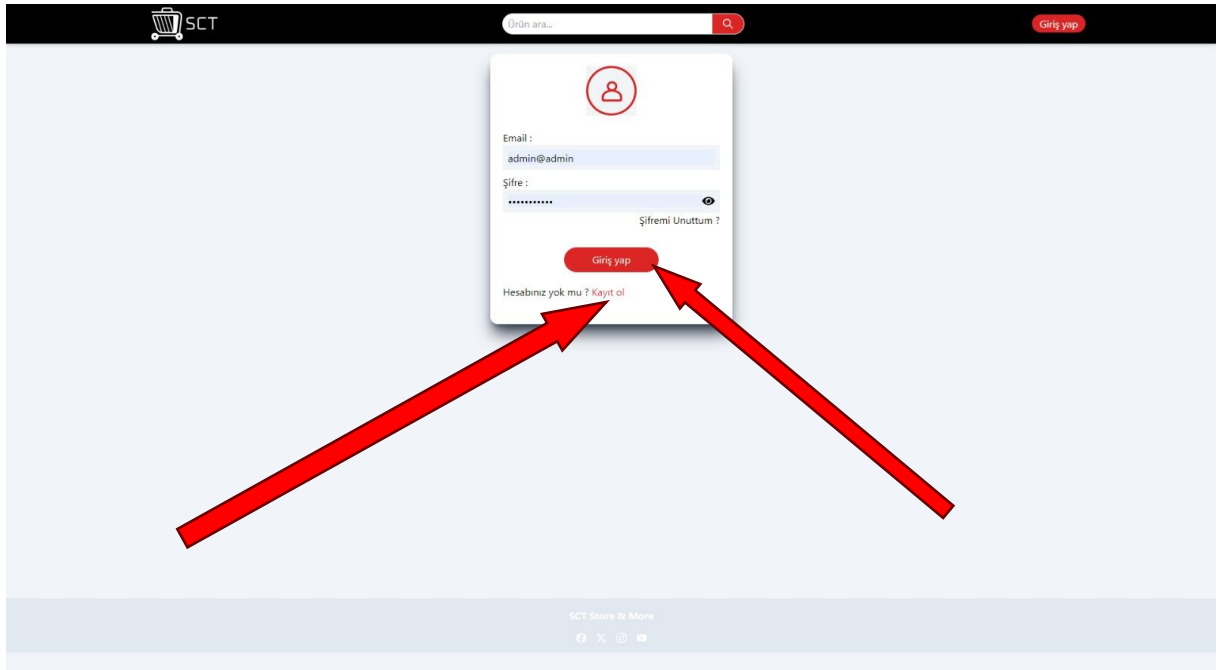 SCT
Ürün ara...
Giriş yap
Email :
admin@admin
Şifre :
Şifremi Unuttum ?
Giriş yap
Hesabınız yok mu ? Kayıt ol
SCT Store & More